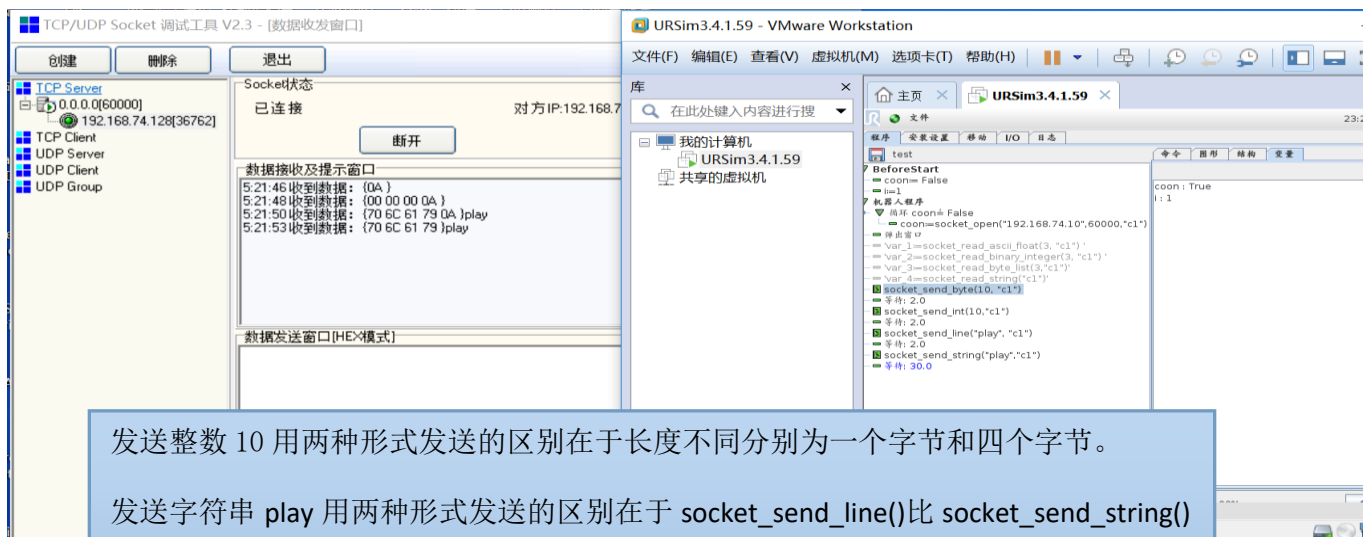 TCP/UDP Socket 调试工具 V2.3 - [数据收发窗口]
创建 删除 退出
TCP Server
0.0.0.0[60000]
192.168.74.128[36762]
TCP Client
UDP Server
UDP Client
UDP Group
Socket状态
已连接 对方IP:192.168.7
断开
数据接收及提示窗口
5:21:46收到数据：{0A }
5:21:48收到数据：{00 00 00 0A }
5:21:50收到数据：{70 6C 61 79 0A }play
5:21:53收到数据：{70 6C 61 79 }play
数据发送窗口[HEX模式]
URSim3.4.1.59 - VMware Workstation
文件(F) 编辑(E) 查看(V) 虚拟机(M) 选项卡(T) 帮助(H)
库 ×
在此处键入内容进行搜
我的计算机
URSim3.4.1.59
共享的虚拟机
主页 × URSim3.4.1.59 ×
文件 23:2
程序 安装设置 移动 I/O 日志
test
命令 图形 结构 变量
BeforeStart
coon≔ False
i≔1
机器人程序
循环 coon≟ False
coon≔socket_open("192.168.74.10",60000,"c1")
弹出窗口
'var_1≔socket_read_ascii_float(3, "c1") '
'var_2≔socket_read_binary_integer(3, "c1") '
'var_3≔socket_read_byte_list(3,"c1")'
'var_4≔socket_read_string("c1")'
socket_send_byte(10, "c1")
等待: 2.0
socket_send_int(10,"c1")
等待: 2.0
socket_send_line("play", "c1")
等待: 2.0
socket_send_string("play","c1")
等待: 30.0
coon : True
i : 1
发送整数 10 用两种形式发送的区别在于长度不同分别为一个字节和四个字节。
发送字符串 play 用两种形式发送的区别在于 socket_send_line()比 socket_send_string()